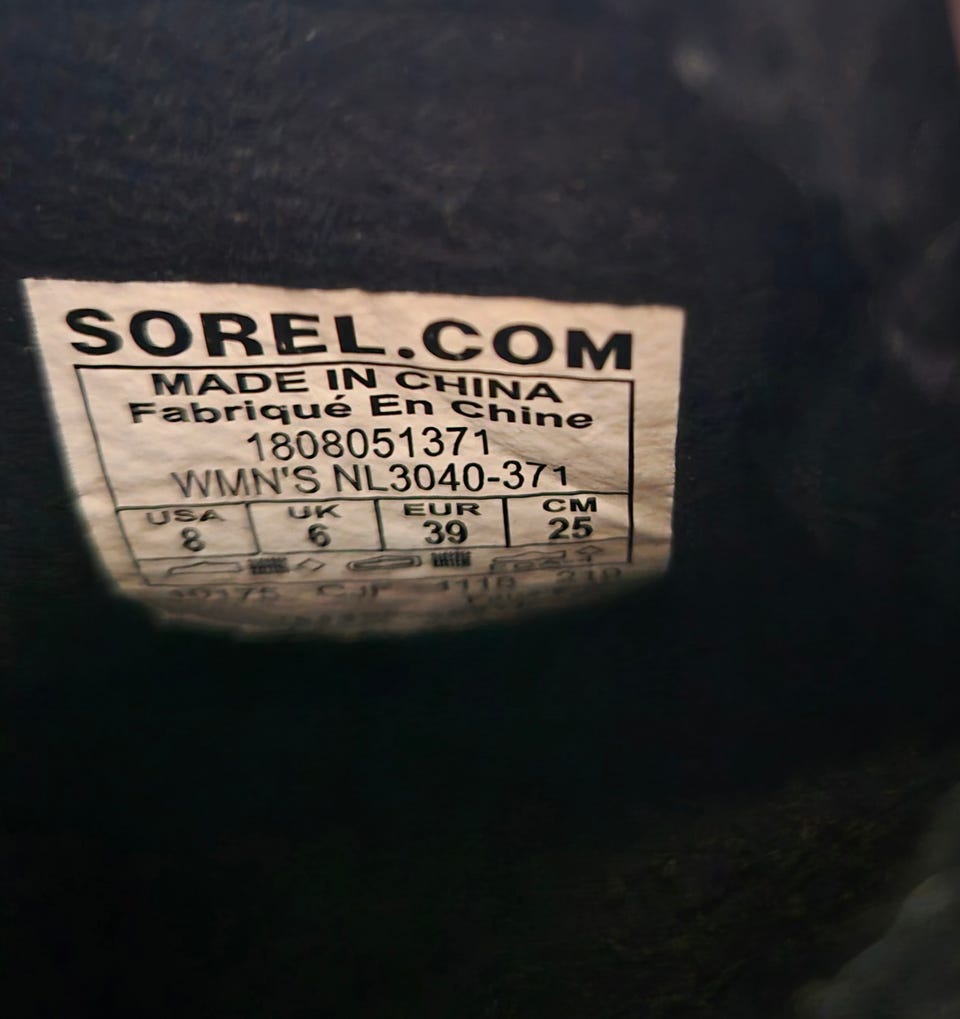 SOREL.COM
MADE IN CHINA
Fabriqué En Chine
1808051371
WMN'S NL3040-371
USA UK EUR CM
8 6 39 25